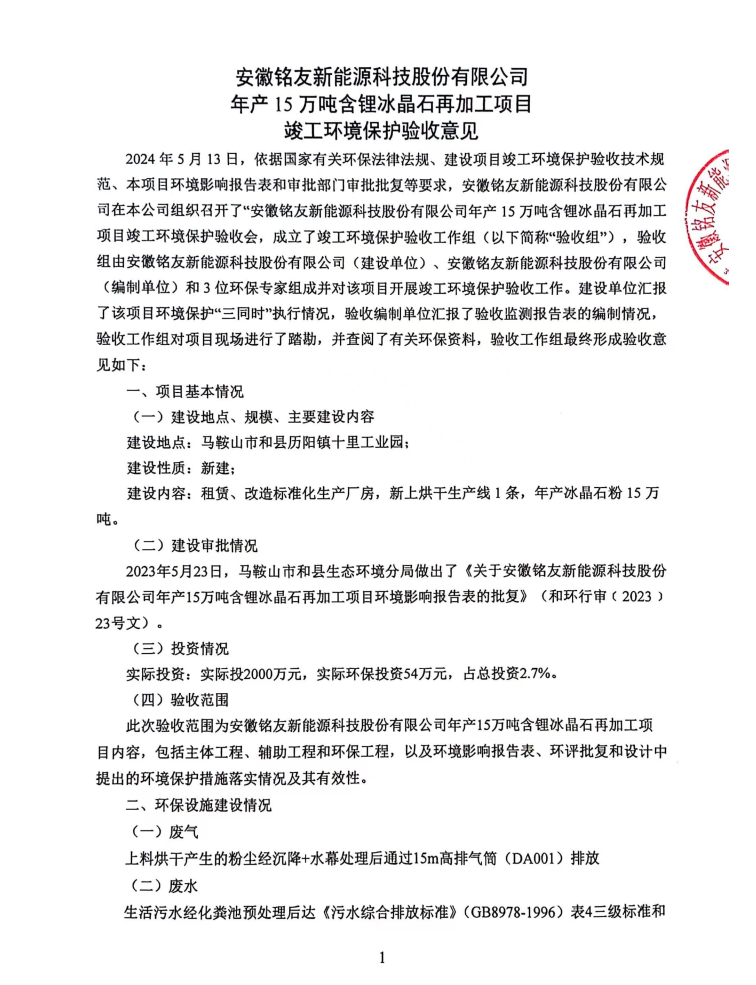 安徽铭友新能源科技股份有限公司
年产 15 万吨含锂冰晶石再加工项目
竣工环境保护验收意见
2024 年 5 月 13 日，依据国家有关环保法律法规、建设项目竣工环境保护验收技术规
范、本项目环境影响报告表和审批部门审批批复等要求，安徽铭友新能源科技股份有限公
司在本公司组织召开了“安徽铭友新能源科技股份有限公司年产 15 万吨含锂冰晶石再加工
项目竣工环境保护验收会，成立了竣工环境保护验收工作组（以下简称“验收组”），验收
组由安徽铭友新能源科技股份有限公司（建设单位）、安徽铭友新能源科技股份有限公司
（编制单位）和 3 位环保专家组成并对该项目开展竣工环境保护验收工作。建设单位汇报
了该项目环境保护“三同时”执行情况，验收编制单位汇报了验收监测报告表的编制情况，
验收工作组对项目现场进行了踏勘，并查阅了有关环保资料，验收工作组最终形成验收意
见如下：
一、项目基本情况
（一）建设地点、规模、主要建设内容
建设地点：马鞍山市和县历阳镇十里工业园；
建设性质：新建；
建设内容：租赁、改造标准化生产厂房，新上烘干生产线 1 条，年产冰晶石粉 15 万
吨。
（二）建设审批情况
2023年5月23日，马鞍山市和县生态环境分局做出了《关于安徽铭友新能源科技股份
有限公司年产15万吨含锂冰晶石再加工项目环境影响报告表的批复》（和环行审﹝2023﹞
23号文）。
（三）投资情况
实际投资：实际投2000万元，实际环保投资54万元，占总投资2.7%。
（四）验收范围
此次验收范围为安徽铭友新能源科技股份有限公司年产15万吨含锂冰晶石再加工项
目内容，包括主体工程、辅助工程和环保工程，以及环境影响报告表、环评批复和设计中
提出的环境保护措施落实情况及其有效性。
二、环保设施建设情况
（一）废气
上料烘干产生的粉尘经沉降+水幕处理后通过15m高排气筒（DA001）排放
（二）废水
生活污水经化粪池预处理后达《污水综合排放标准》（GB8978-1996）表4三级标准和
1
安徽铭友新能